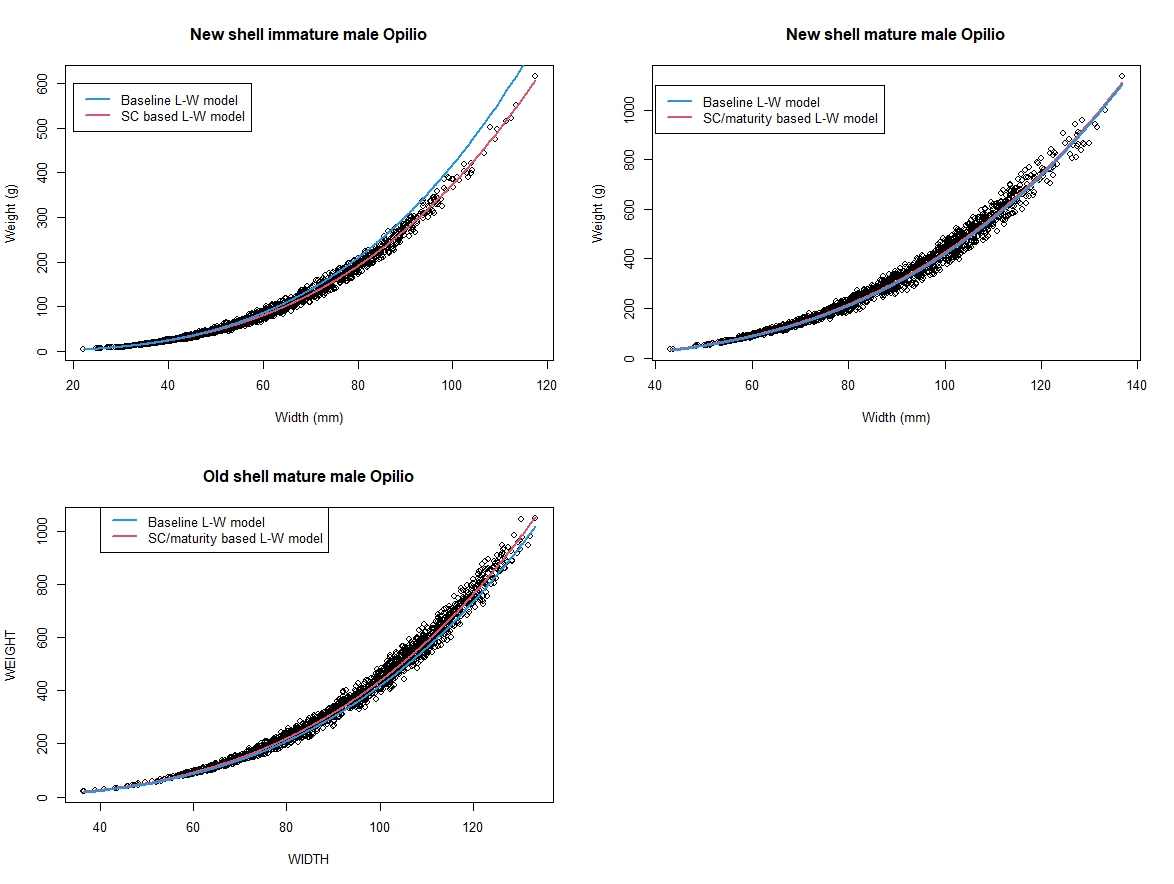 New shell immature male Opilio
Weight (g)
600
500
400
300
200
100
0
Baseline L-W model
SC based L-W model
20 40 60 80 100 120
Width (mm)
New shell mature male Opilio
Weight (g)
1000
800
600
400
200
0
Baseline L-W model
SC/maturity based L-W model
40 60 80 100 120 140
Width (mm)
Old shell mature male Opilio
WEIGHT
1000
800
600
400
200
0
Baseline L-W model
SC/maturity based L-W model
40 60 80 100 120
WIDTH